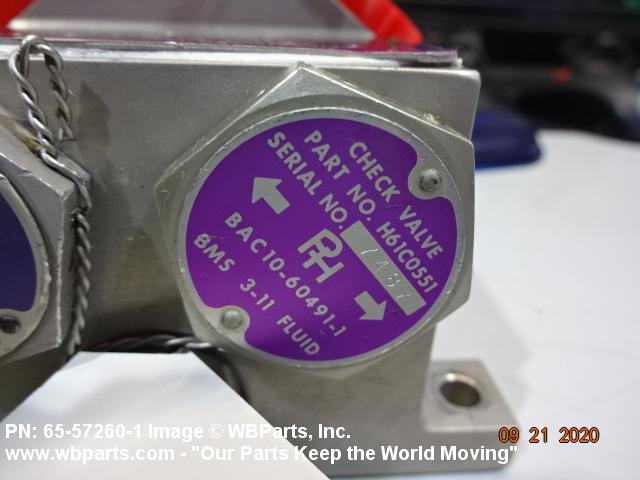 CHECK VALVE
PART NO. H61C0551
SERIAL NO. 7487
PH
BAC10-60491-1
BMS 3-11 FLUID
PN: 65-57260-1 Image © WBParts, Inc.
www.wbparts.com - "Our Parts Keep the World Moving"
09 21 2020